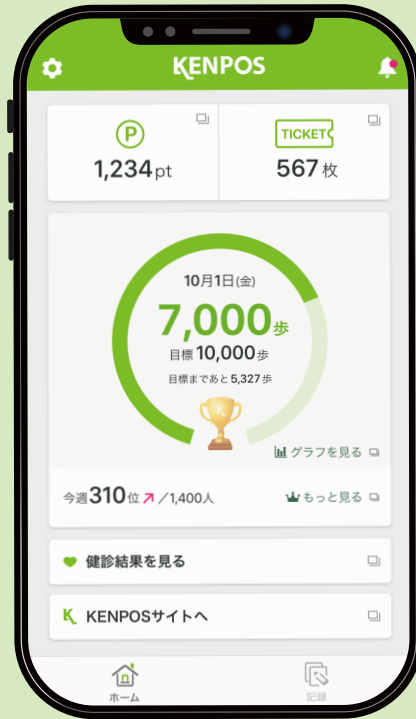 KENPOS
P
TICKET
1,234pt
567枚
10月1日(金)
7,000歩
目標10,000歩
目標まであと5,327歩
K
グラフを見る
今週310位 ↗ /1,400人
もっと見る
健診結果を見る
K KENPOSサイトへ
ホーム
記録